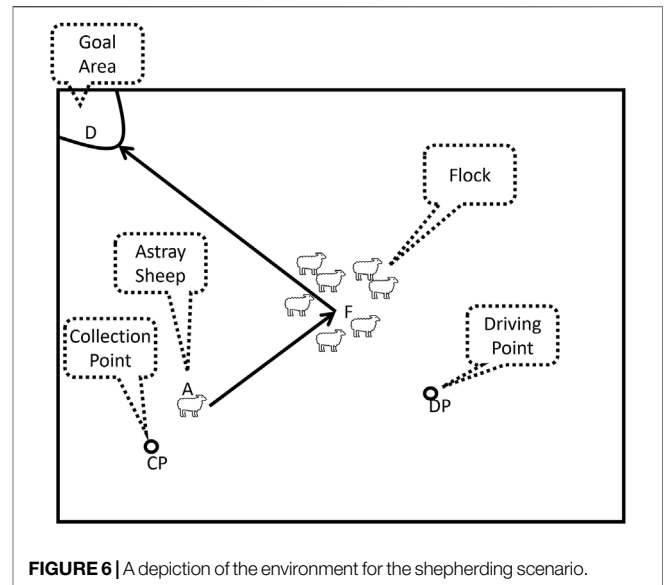 Goal
Area
D
Flock
Astray
Sheep
F
Driving
Point
Collection
Point
A
DP
CP
FIGURE 6 | A depiction of the environment for the shepherding scenario.